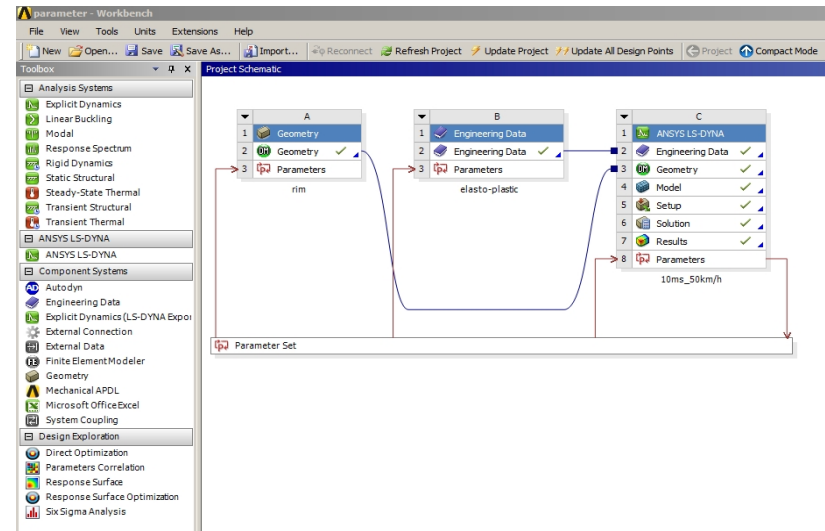 parameter - Workbench
File View Tools Units Extensions Help
New Open... Save Save As... Import... Reconnect Refresh Project Update Project Update All Design Points Project Compact Mode
Toolbox
Project Schematic
Analysis Systems
Explicit Dynamics
Linear Buckling
Modal
Response Spectrum
Rigid Dynamics
Static Structural
Steady-State Thermal
Transient Structural
Transient Thermal
ANSYS LS-DYNA
ANSYS LS-DYNA
Component Systems
Autodyn
Engineering Data
Explicit Dynamics (LS-DYNA Expor
External Connection
External Data
Finite Element Modeler
Geometry
Mechanical APDL
Microsoft Office Excel
System Coupling
Design Exploration
Direct Optimization
Parameters Correlation
Response Surface
Response Surface Optimization
Six Sigma Analysis
A
1 Geometry
2 Geometry
3 Parameters
rim
B
1 Engineering Data
2 Engineering Data
3 Parameters
elasto-plastic
C
1 ANSYS LS-DYNA
2 Engineering Data
3 Geometry
4 Model
5 Setup
6 Solution
7 Results
8 Parameters
10ms_50km/h
Parameter Set